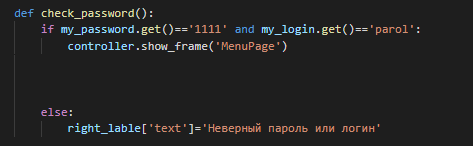 def check_password():
if my_password.get()=='1111' and my_login.get()=='parol':
controller.show_frame('MenuPage')
else:
right_lable['text']='Неверный пароль или логин'